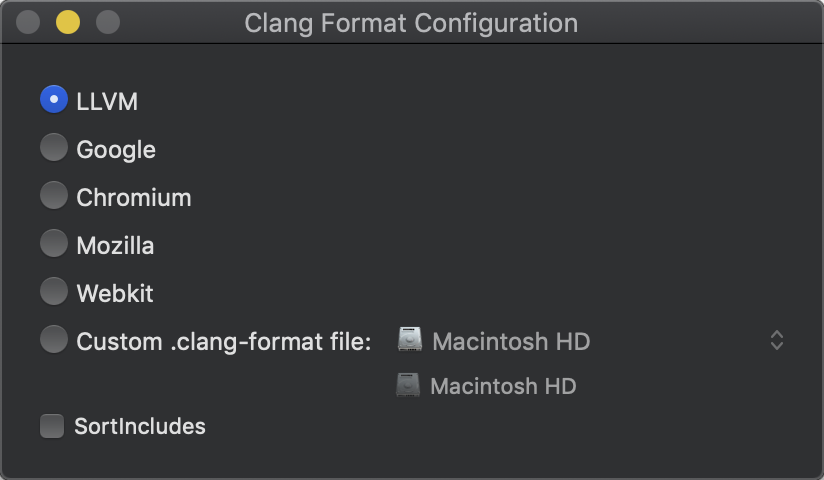 Clang Format Configuration
LLVM
Google
Chromium
Mozilla
Webkit
Custom .clang-format file: Macintosh HD
Macintosh HD
SortIncludes